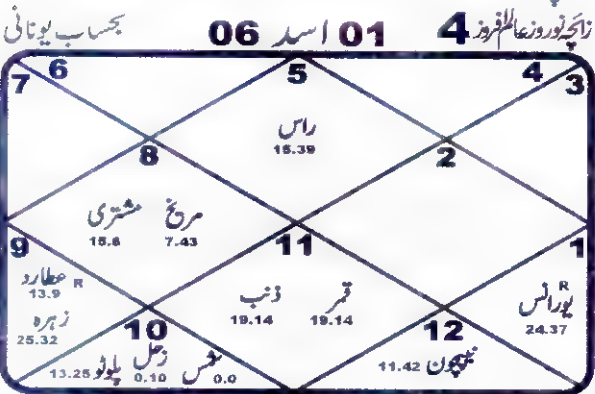 زائچہ نوروز عالم افروز 4 01 اسد 06 بحساب یونانی
5
4 3
6 7
راس
15.39
8
2
مریخ مشتری
7.43 15.6
11
9
1
عطارد R
13.9
زہرہ
25.32
قمر ذنب
19.14 19.14
یورانس R
24.37
10
12
شمس زحل پلوٹو
0.0 0.10 13.25
نیپچون 11.42